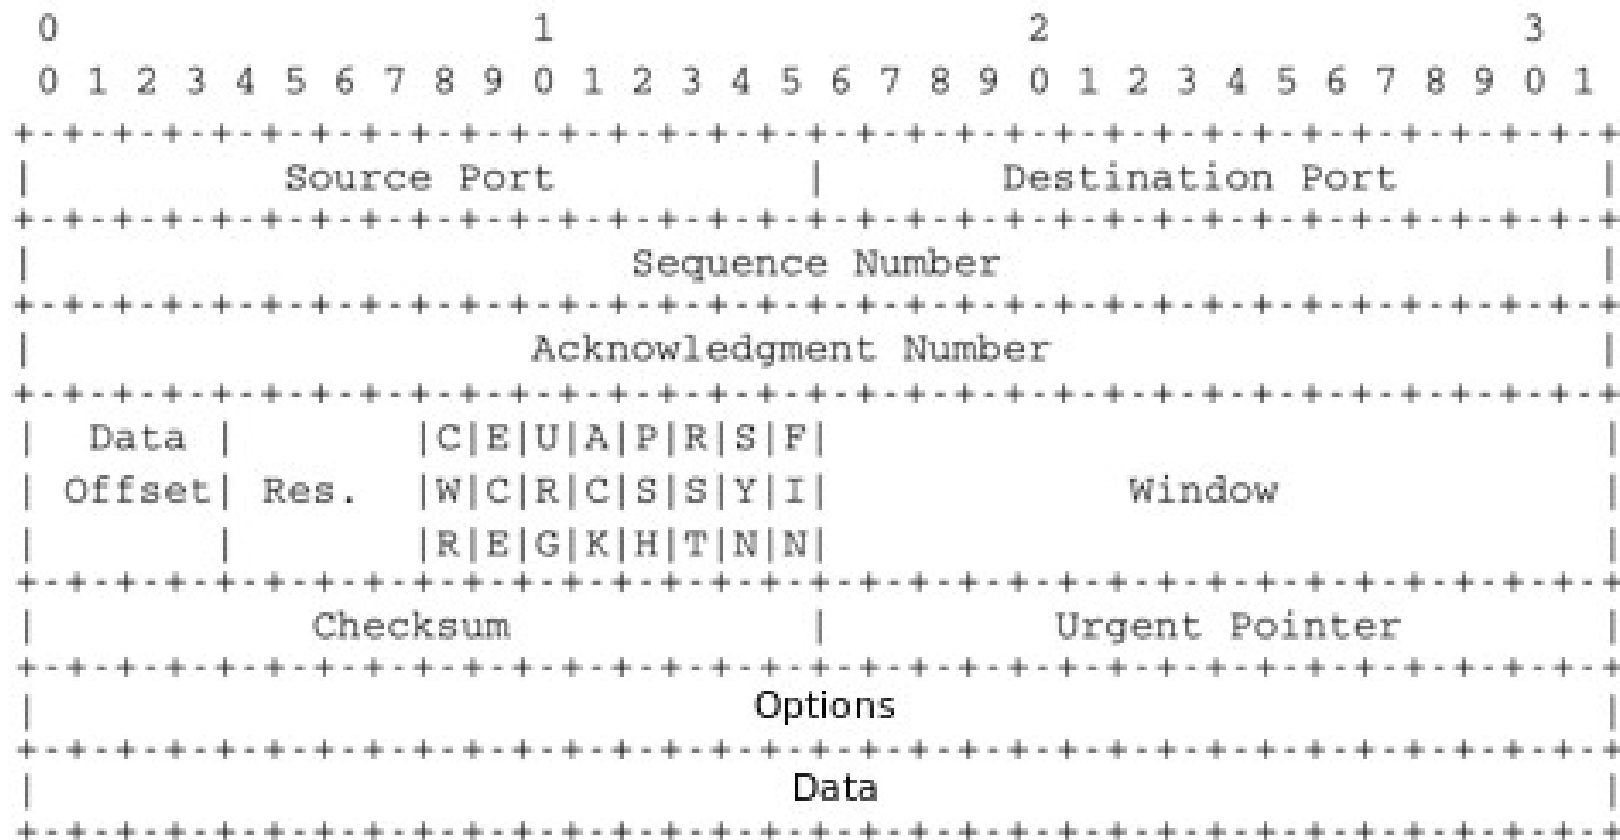 0 1 2 3
0 1 2 3 4 5 6 7 8 9 0 1 2 3 4 5 6 7 8 9 0 1 2 3 4 5 6 7 8 9 0 1
+-+-+-+-+-+-+-+-+-+-+-+-+-+-+-+-+-+-+-+-+-+-+-+-+-+-+-+-+-+-+-+-+
| Source Port | Destination Port |
+-+-+-+-+-+-+-+-+-+-+-+-+-+-+-+-+-+-+-+-+-+-+-+-+-+-+-+-+-+-+-+-+
| Sequence Number |
+-+-+-+-+-+-+-+-+-+-+-+-+-+-+-+-+-+-+-+-+-+-+-+-+-+-+-+-+-+-+-+-+
| Acknowledgment Number |
+-+-+-+-+-+-+-+-+-+-+-+-+-+-+-+-+-+-+-+-+-+-+-+-+-+-+-+-+-+-+-+-+
| Data | |C|E|U|A|P|R|S|F| |
| Offset| Res. |W|C|R|C|S|S|Y|I| Window |
| | |R|E|G|K|H|T|N|N| |
+-+-+-+-+-+-+-+-+-+-+-+-+-+-+-+-+-+-+-+-+-+-+-+-+-+-+-+-+-+-+-+-+
| Checksum | Urgent Pointer |
+-+-+-+-+-+-+-+-+-+-+-+-+-+-+-+-+-+-+-+-+-+-+-+-+-+-+-+-+-+-+-+-+
| Options |
+-+-+-+-+-+-+-+-+-+-+-+-+-+-+-+-+-+-+-+-+-+-+-+-+-+-+-+-+-+-+-+-+
| Data |
+-+-+-+-+-+-+-+-+-+-+-+-+-+-+-+-+-+-+-+-+-+-+-+-+-+-+-+-+-+-+-+-+